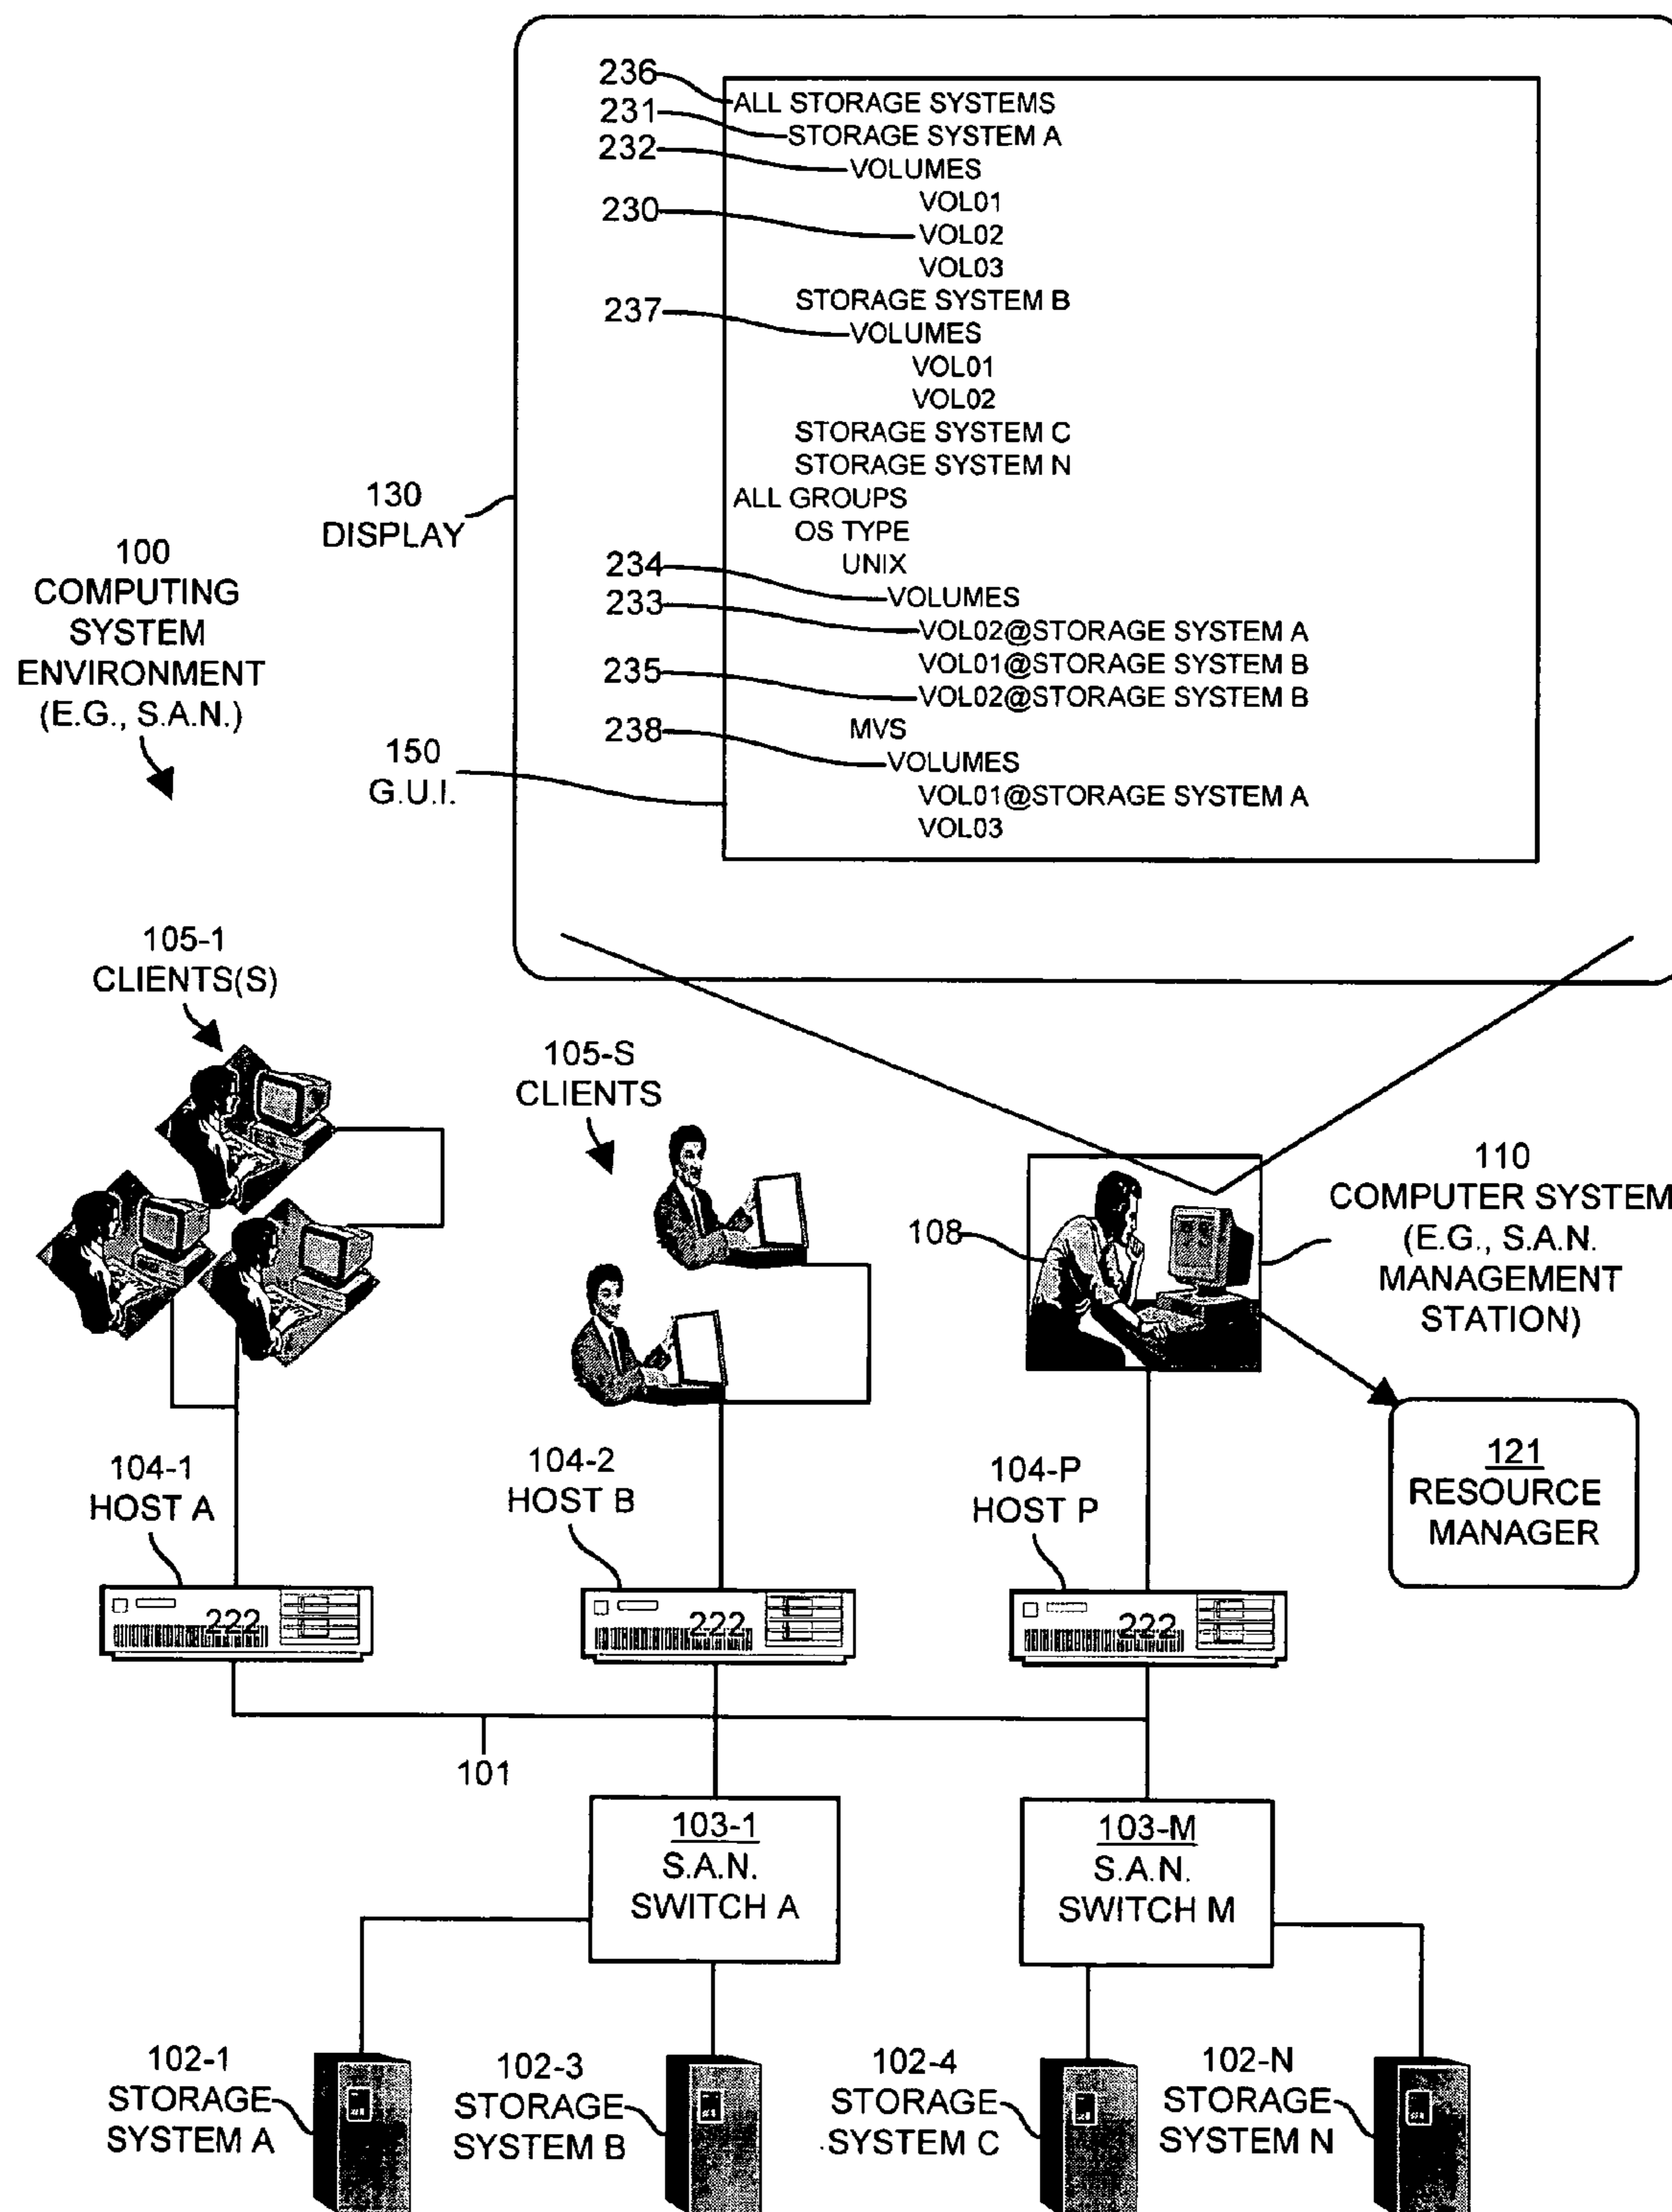 236
ALL STORAGE SYSTEMS
231
STORAGE SYSTEM A
232
VOLUMES
VOL01
230
VOL02
VOL03
STORAGE SYSTEM B
237
VOLUMES
VOL01
VOL02
STORAGE SYSTEM C
STORAGE SYSTEM N
ALL GROUPS
OS TYPE
UNIX
234
VOLUMES
233
VOL02@STORAGE SYSTEM A
VOL01@STORAGE SYSTEM B
235
VOL02@STORAGE SYSTEM B
MVS
238
VOLUMES
VOL01@STORAGE SYSTEM A
VOL03
130
DISPLAY
100
COMPUTING
SYSTEM
ENVIRONMENT
(E.G., S.A.N.)
150
G.U.I.
105-1
CLIENTS(S)
105-S
CLIENTS
108
110
COMPUTER SYSTEM
(E.G., S.A.N.
MANAGEMENT
STATION)
121
RESOURCE
MANAGER
104-1
HOST A
104-2
HOST B
104-P
HOST P
222
222
222
101
103-1
S.A.N.
SWITCH A
103-M
S.A.N.
SWITCH M
102-1
STORAGE
SYSTEM A
102-3
STORAGE
SYSTEM B
102-4
STORAGE
SYSTEM C
102-N
STORAGE
SYSTEM N